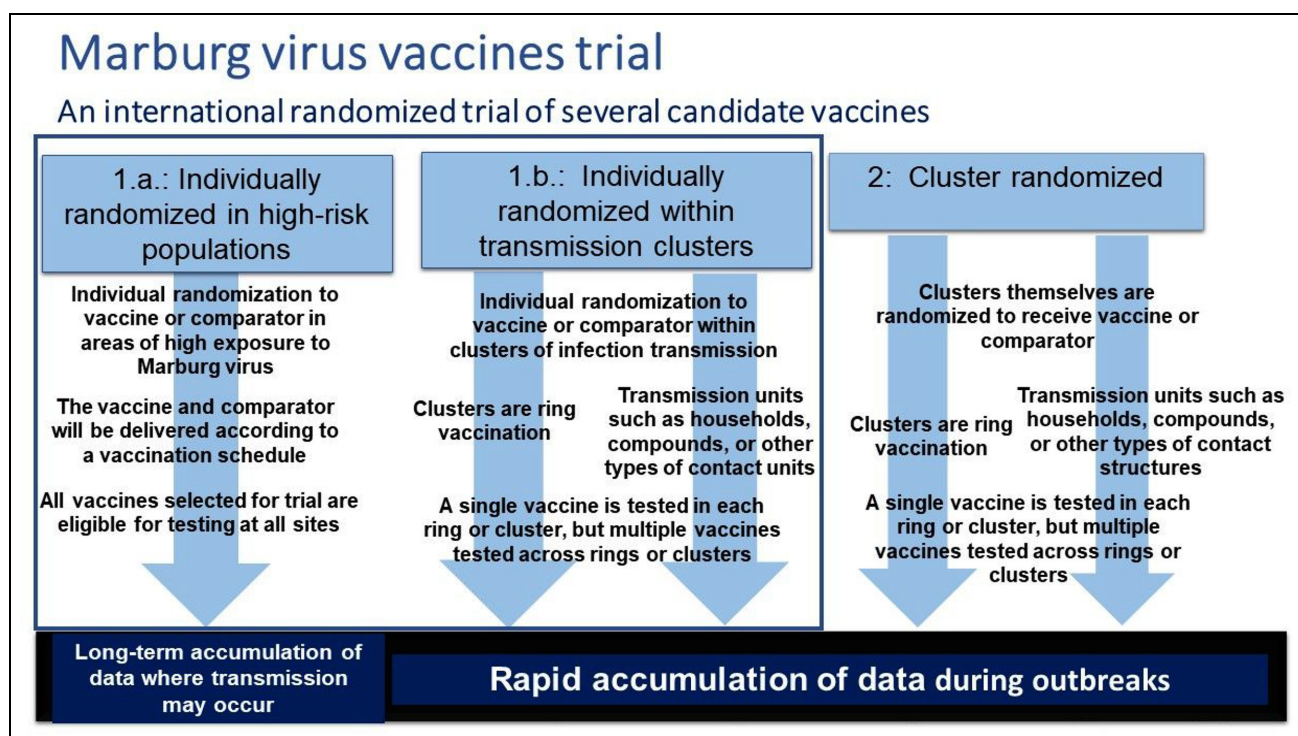 Marburg virus vaccines trial
An international randomized trial of several candidate vaccines
1.a.: Individually
randomized in high-risk
populations
Individual randomization to
vaccine or comparator in
areas of high exposure to
Marburg virus
The vaccine and comparator
will be delivered according to
a vaccination schedule
All vaccines selected for trial are
eligible for testing at all sites
1.b.: Individually
randomized within
transmission clusters
Individual randomization to
vaccine or comparator within
clusters of infection transmission
Clusters are ring
vaccination
Transmission units
such as households,
compounds, or other
types of contact units
A single vaccine is tested in each
ring or cluster, but multiple vaccines
tested across rings or clusters
2: Cluster randomized
Clusters themselves are
randomized to receive vaccine or
comparator
Clusters are ring
vaccination
Transmission units such as
households, compounds,
or other types of contact
structures
A single vaccine is tested in each
ring or cluster, but multiple
vaccines tested across rings or
clusters
Long-term accumulation of
data where transmission
may occur
Rapid accumulation of data during outbreaks